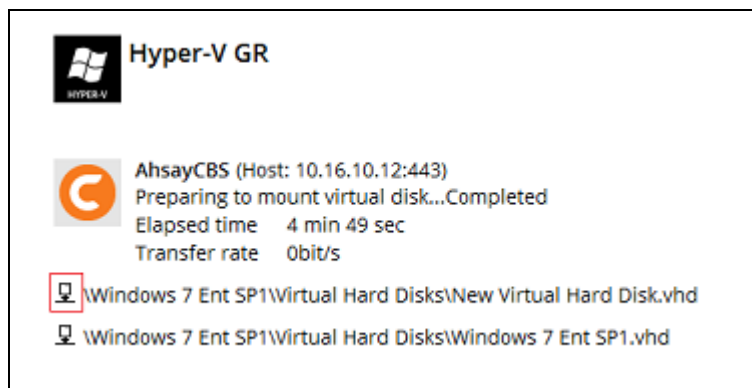 Hyper-V GR
HYPER-V
AhsayCBS (Host: 10.16.10.12:443)
Preparing to mount virtual disk...Completed
Elapsed time 4 min 49 sec
Transfer rate 0bit/s
\Windows 7 Ent SP1\Virtual Hard Disks\New Virtual Hard Disk.vhd
\Windows 7 Ent SP1\Virtual Hard Disks\Windows 7 Ent SP1.vhd